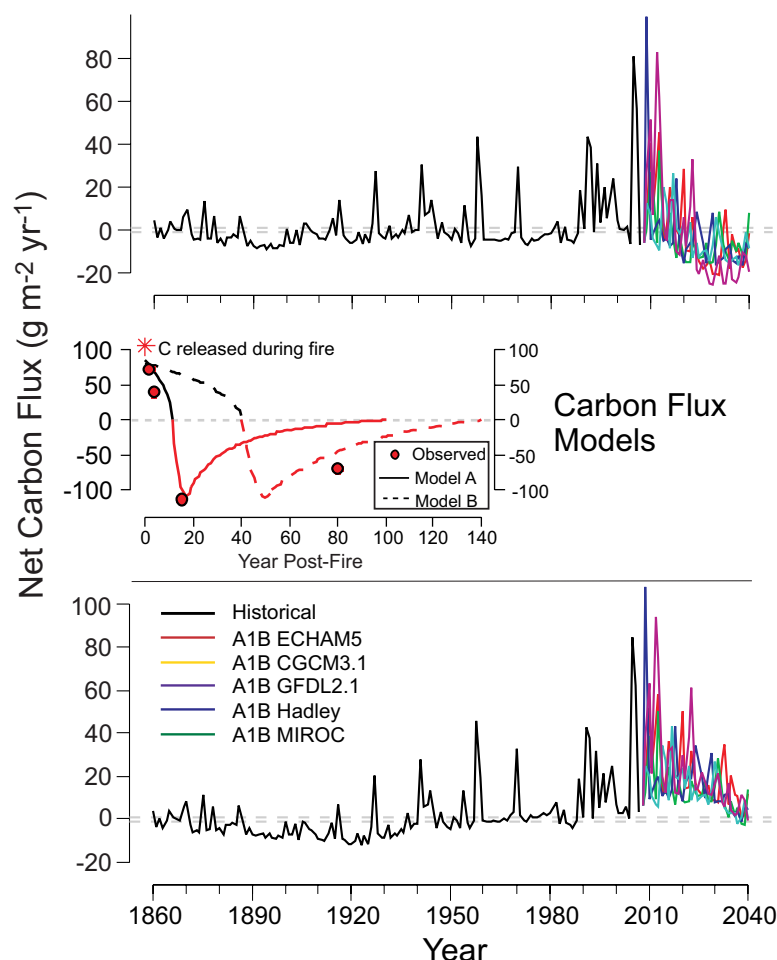 Net Carbon Flux (g m-2 yr-1)
80
60
40
20
0
-20
C released during fire
100
50
0
-50
-100
100
50
0
-50
-100
Carbon Flux
Models
Observed
Model A
Model B
0 20 40 60 80 100 120 140
Year Post-Fire
100
80
60
40
20
0
-20
Historical
A1B ECHAM5
A1B CGCM3.1
A1B GFDL2.1
A1B Hadley
A1B MIROC
1860 1890 1920 1950 1980 2010 2040
Year